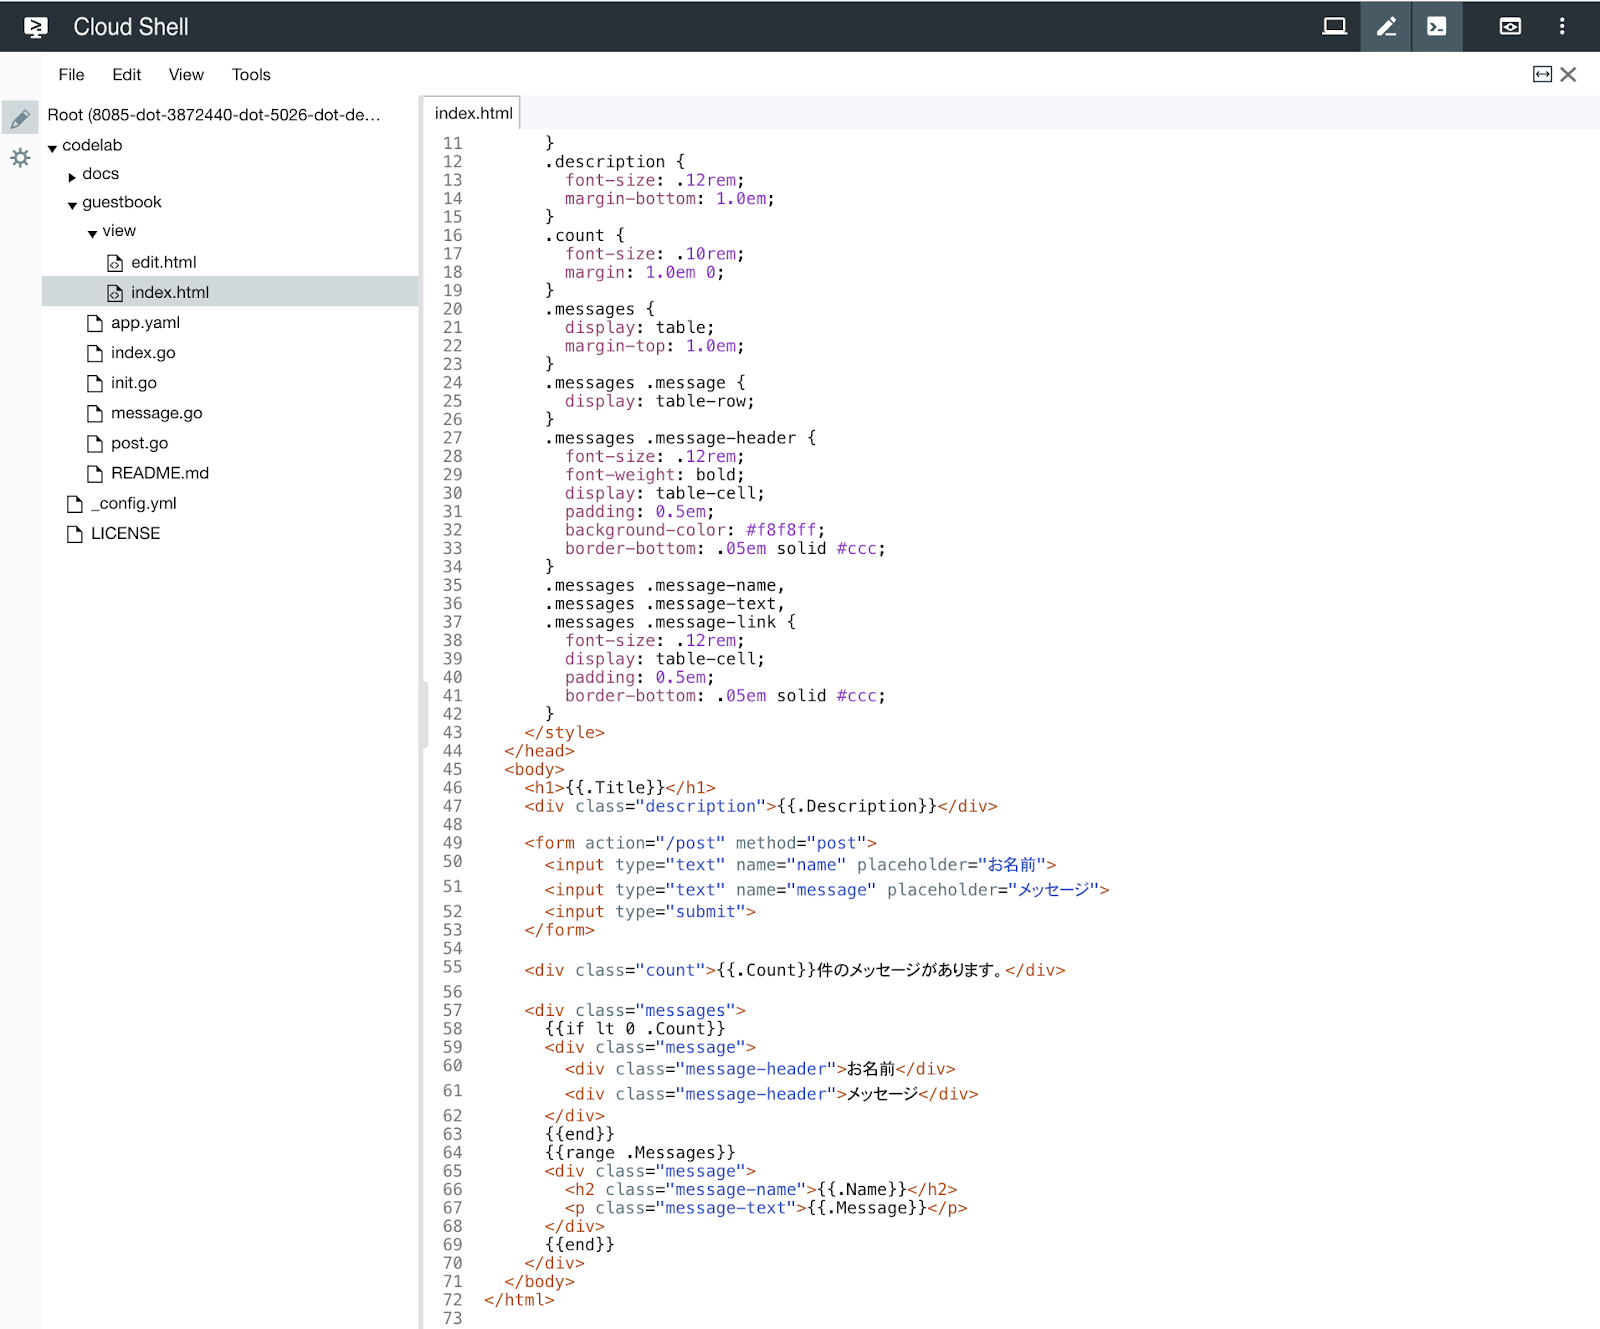 Cloud Shell
File Edit View Tools
Root (8085-dot-3872440-dot-5026-dot-de...
codelab
docs
guestbook
view
edit.html
index.html
app.yaml
index.go
init.go
message.go
post.go
README.md
_config.yml
LICENSE
index.html
11 }
12 .description {
13 font-size: .12rem;
14 margin-bottom: 1.0em;
15 }
16 .count {
17 font-size: .10rem;
18 margin: 1.0em 0;
19 }
20 .messages {
21 display: table;
22 margin-top: 1.0em;
23 }
24 .messages .message {
25 display: table-row;
26 }
27 .messages .message-header {
28 font-size: .12rem;
29 font-weight: bold;
30 display: table-cell;
31 padding: 0.5em;
32 background-color: #f8f8ff;
33 border-bottom: .05em solid #ccc;
34 }
35 .messages .message-name,
36 .messages .message-text,
37 .messages .message-link {
38 font-size: .12rem;
39 display: table-cell;
40 padding: 0.5em;
41 border-bottom: .05em solid #ccc;
42 }
43 </style>
44 </head>
45 <body>
46 <h1>{{.Title}}</h1>
47 <div class="description">{{.Description}}</div>
48
49 <form action="/post" method="post">
50 <input type="text" name="name" placeholder="お名前">
51 <input type="text" name="message" placeholder="メッセージ">
52 <input type="submit">
53 </form>
54
55 <div class="count">{{.Count}}件のメッセージがあります。</div>
56
57 <div class="messages">
58 {{if lt 0 .Count}}
59 <div class="message">
60 <div class="message-header">お名前</div>
61 <div class="message-header">メッセージ</div>
62 </div>
63 {{end}}
64 {{range .Messages}}
65 <div class="message">
66 <h2 class="message-name">{{.Name}}</h2>
67 <p class="message-text">{{.Message}}</p>
68 </div>
69 {{end}}
70 </div>
71 </body>
72 </html>
73